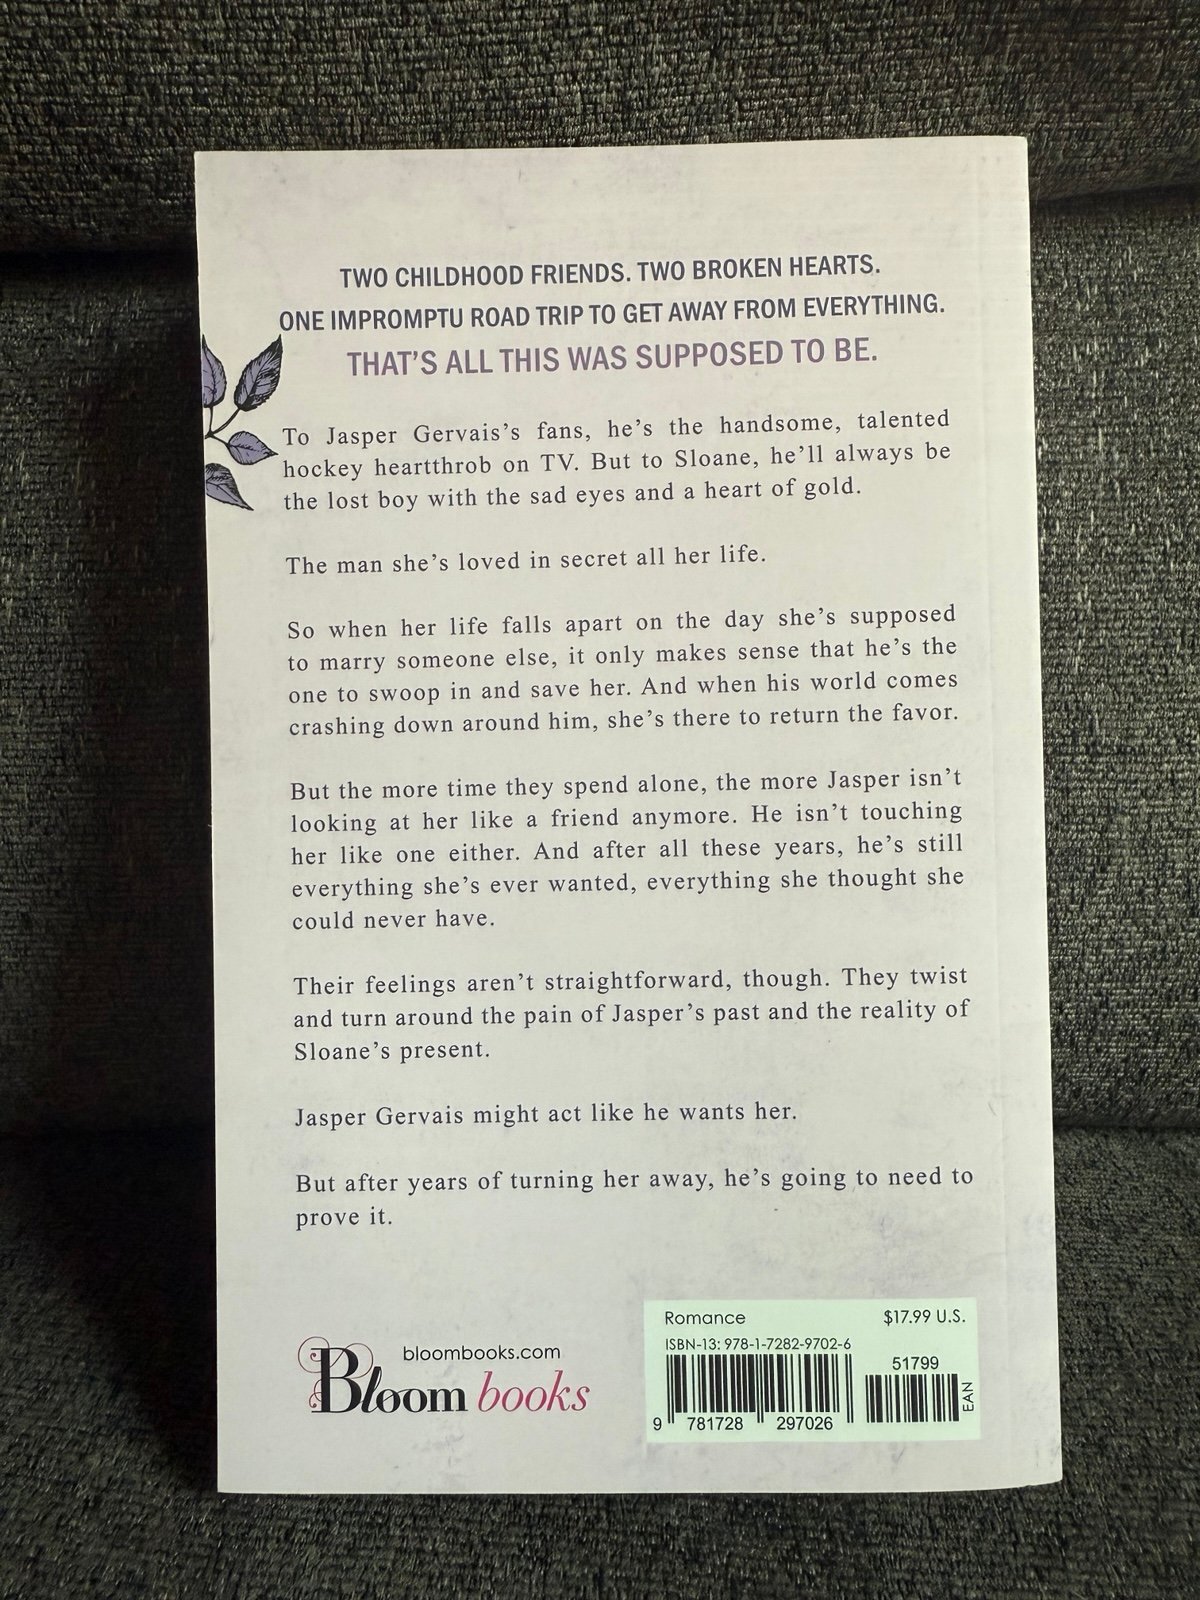 TWO CHILDHOOD FRIENDS. TWO BROKEN HEARTS.
ONE IMPROMPTU ROAD TRIP TO GET AWAY FROM EVERYTHING.
THAT'S ALL THIS WAS SUPPOSED TO BE.
To Jasper Gervais's fans, he's the handsome, talented
hockey heartthrob on TV. But to Sloane, he'll always be
the lost boy with the sad eyes and a heart of gold.
The man she's loved in secret all her life.
So when her life falls apart on the day she's supposed
to marry someone else, it only makes sense that he's the
one to swoop in and save her. And when his world comes
crashing down around him, she's there to return the favor.
But the more time they spend alone, the more Jasper isn't
looking at her like a friend anymore. He isn't touching
her like one either. And after all these years, he's still
everything she's ever wanted, everything she thought she
could never have.
Their feelings aren't straightforward, though. They twist
and turn around the pain of Jasper's past and the reality of
Sloane's present.
Jasper Gervais might act like he wants her.
But after years of turning her away, he's going to need to
prove it.
bloombooks.com
Bloom books
Romance $17.99 U.S.
ISBN-13: 978-1-7282-9702-6
51799
9 781728 297026
EAN